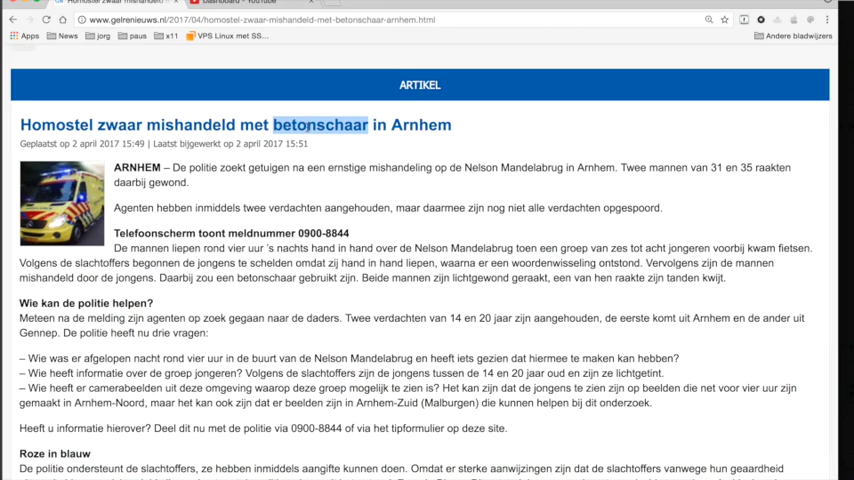 Homostel zwaar mishandeld met
Dashboard - YouTube
www.gelrenieuws.nl/2017/04/homostel-zwaar-mishandeld-met-betonschaar-arnhem.html
Apps News jorg paus x11 VPS Linux met SS... Andere bladwijzers
ARTIKEL
Homostel zwaar mishandeld met betonschaar in Arnhem
Geplaatst op 2 april 2017 15:49 | Laatst bijgewerkt op 2 april 2017 15:51
ARNHEM – De politie zoekt getuigen na een ernstige mishandeling op de Nelson Mandelabrug in Arnhem. Twee mannen van 31 en 35 raakten
daarbij gewond.
Agenten hebben inmiddels twee verdachten aangehouden, maar daarmee zijn nog niet alle verdachten opgespoord.
Telefoonscherm toont meldnummer 0900-8844
De mannen liepen rond vier uur 's nachts hand in hand over de Nelson Mandelabrug toen een groep van zes tot acht jongeren voorbij kwam fietsen.
Volgens de slachtoffers begonnen de jongens te schelden omdat zij hand in hand liepen, waarna er een woordenwisseling ontstond. Vervolgens zijn de mannen
mishandeld door de jongens. Daarbij zou een betonschaar gebruikt zijn. Beide mannen zijn lichtgewond geraakt, een van hen raakte zijn tanden kwijt.
Wie kan de politie helpen?
Meteen na de melding zijn agenten op zoek gegaan naar de daders. Twee verdachten van 14 en 20 jaar zijn aangehouden, de eerste komt uit Arnhem en de ander uit
Gennep. De politie heeft nu drie vragen:
– Wie was er afgelopen nacht rond vier uur in de buurt van de Nelson Mandelabrug en heeft iets gezien dat hiermee te maken kan hebben?
– Wie heeft informatie over de groep jongeren? Volgens de slachtoffers zijn de jongens tussen de 14 en 20 jaar oud en zijn ze lichtgetint.
– Wie heeft er camerabeelden uit deze omgeving waarop deze groep mogelijk te zien is? Het kan zijn dat de jongens te zien zijn op beelden die net voor vier uur zijn
gemaakt in Arnhem-Noord, maar het kan ook zijn dat er beelden zijn in Arnhem-Zuid (Malburgen) die kunnen helpen bij dit onderzoek.
Heeft u informatie hierover? Deel dit nu met de politie via 0900-8844 of via het tipformulier op deze site.
Roze in blauw
De politie ondersteunt de slachtoffers, ze hebben inmiddels aangifte kunnen doen. Omdat er sterke aanwijzingen zijn dat de slachtoffers vanwege hun geaardheid